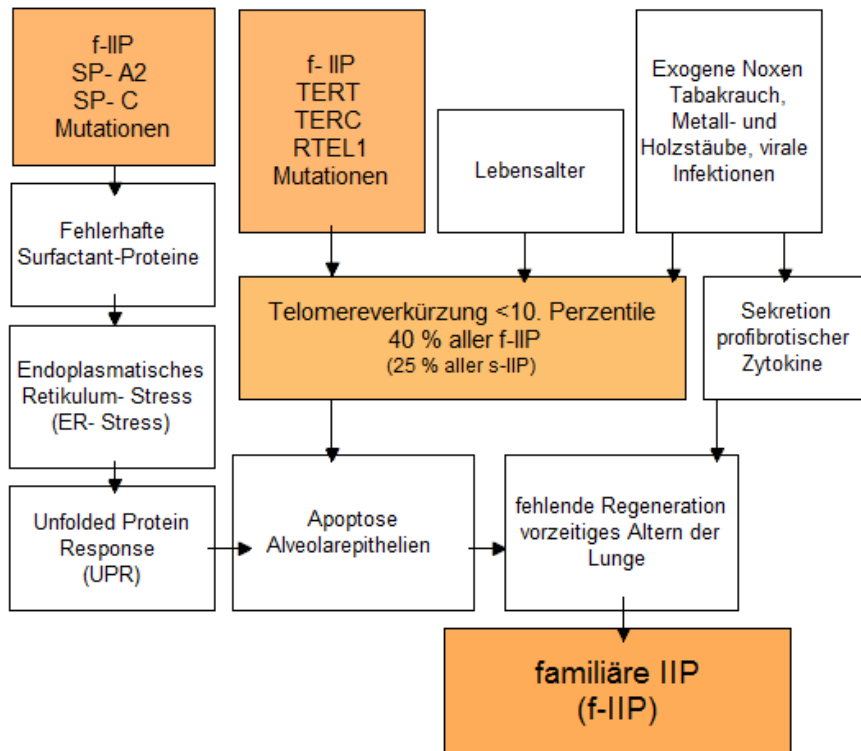 f-IIP
SP- A2
SP- C
Mutationen
f- IIP
TERT
TERC
RTEL1
Mutationen
Lebensalter
Exogene Noxen
Tabakrauch,
Metall- und
Holzstäube, virale
Infektionen
Fehlerhafte
Surfactant-Proteine
Telomereverkürzung <10. Perzentile
40 % aller f-IIP
(25 % aller s-IIP)
Sekretion
profibrotischer
Zytokine
Endoplasmatisches
Retikulum- Stress
(ER- Stress)
Unfolded Protein
Response
(UPR)
Apoptose
Alveolarepithelien
fehlende Regeneration
vorzeitiges Altern der
Lunge
familiäre IIP
(f-IIP)